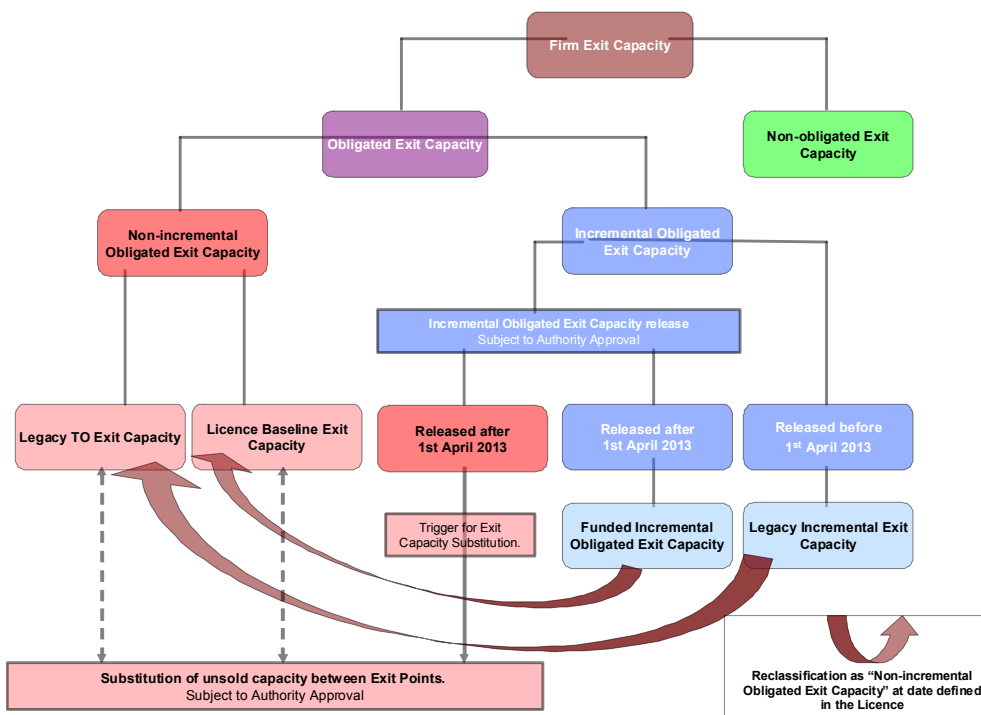 Firm Exit Capacity
Obligated Exit Capacity
Non-obligated Exit
Capacity
Non-incremental
Obligated Exit Capacity
Incremental Obligated
Exit Capacity
Incremental Obligated Exit Capacity release
Subject to Authority Approval
Legacy TO Exit Capacity
Licence Baseline Exit
Capacity
Released after
1st April 2013
Released after
1st April 2013
Released before
1st April 2013
Trigger for Exit
Capacity Substitution.
Funded Incremental
Obligated Exit Capacity
Legacy Incremental Exit
Capacity
Substitution of unsold capacity between Exit Points.
Subject to Authority Approval
Reclassification as “Non-incremental
Obligated Exit Capacity” at date defined
in the Licence